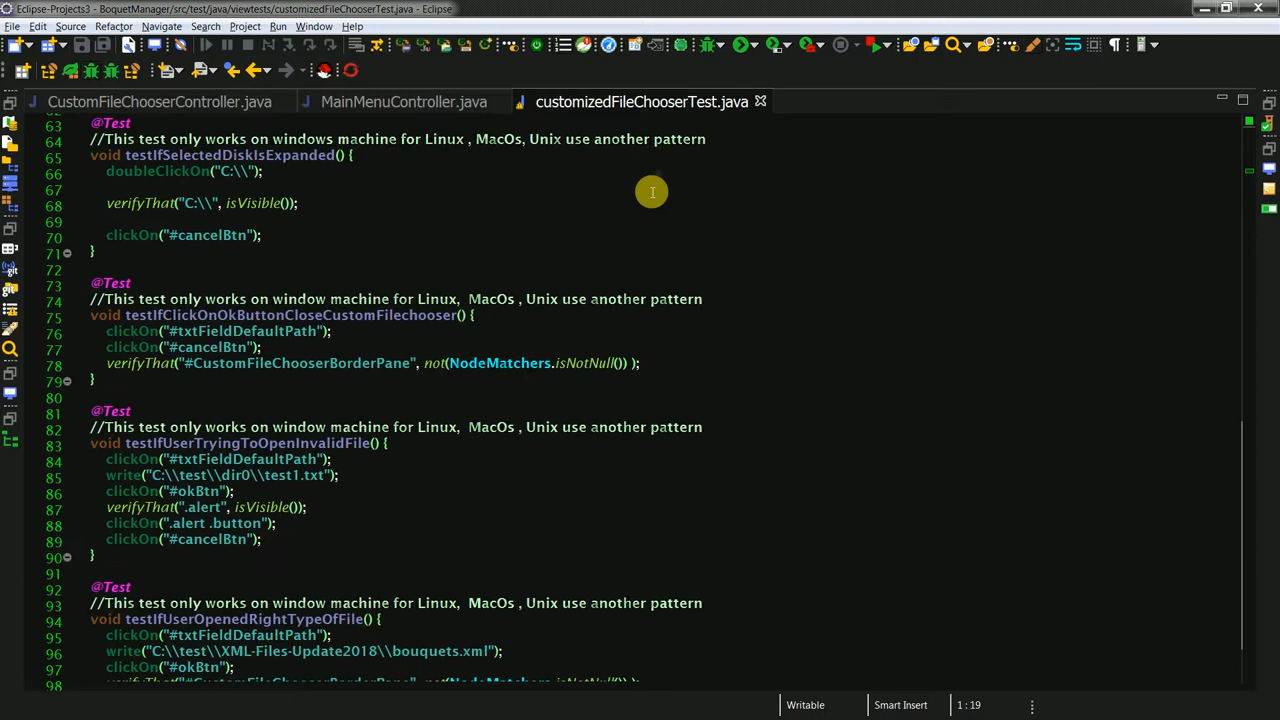 Eclipse-Projects3 - BoquetManager/src/test/java/viewtests/customizedFileChooserTest.java - Eclipse
File Edit Source Refactor Navigate Search Project Run Window Help
CustomFileChooserController.java MainMenuController.java customizedFileChooserTest.java
63 @Test
64 //This test only works on windows machine for Linux , MacOs, Unix use another pattern
65 void testIfSelectedDiskIsExpanded() {
66 doubleClickOn("C:\\");
67
68 verifyThat("C:\\", isVisible());
69
70 clickOn("#cancelBtn");
71 }
72
73 @Test
74 //This test only works on window machine for Linux,  MacOs , Unix use another pattern
75 void testIfClickOnOkButtonCloseCustomFilechooser() {
76 clickOn("#txtFieldDefaultPath");
77 clickOn("#cancelBtn");
78 verifyThat("#CustomFileChooserBorderPane", not(NodeMatchers.isNotNull()) );
79 }
80
81 @Test
82 //This test only works on window machine for Linux,  MacOs , Unix use another pattern
83 void testIfUserTryingToOpenInvalidFile() {
84 clickOn("#txtFieldDefaultPath");
85 write("C:\\test\\dir0\\test1.txt");
86 clickOn("#okBtn");
87 verifyThat(".alert", isVisible());
88 clickOn(".alert .button");
89 clickOn("#cancelBtn");
90 }
91
92 @Test
93 //This test only works on window machine for Linux,  MacOs , Unix use another pattern
94 void testIfUserOpenedRightTypeOfFile() {
95 clickOn("#txtFieldDefaultPath");
96 write("C:\\test\\XML-Files-Update2018\\bouquets.xml");
97 clickOn("#okBtn");
98 verifyThat("#CustomFileChooserBorderPane", not(NodeMatchers.isNotNull()) );
Writable Smart Insert 1 : 19